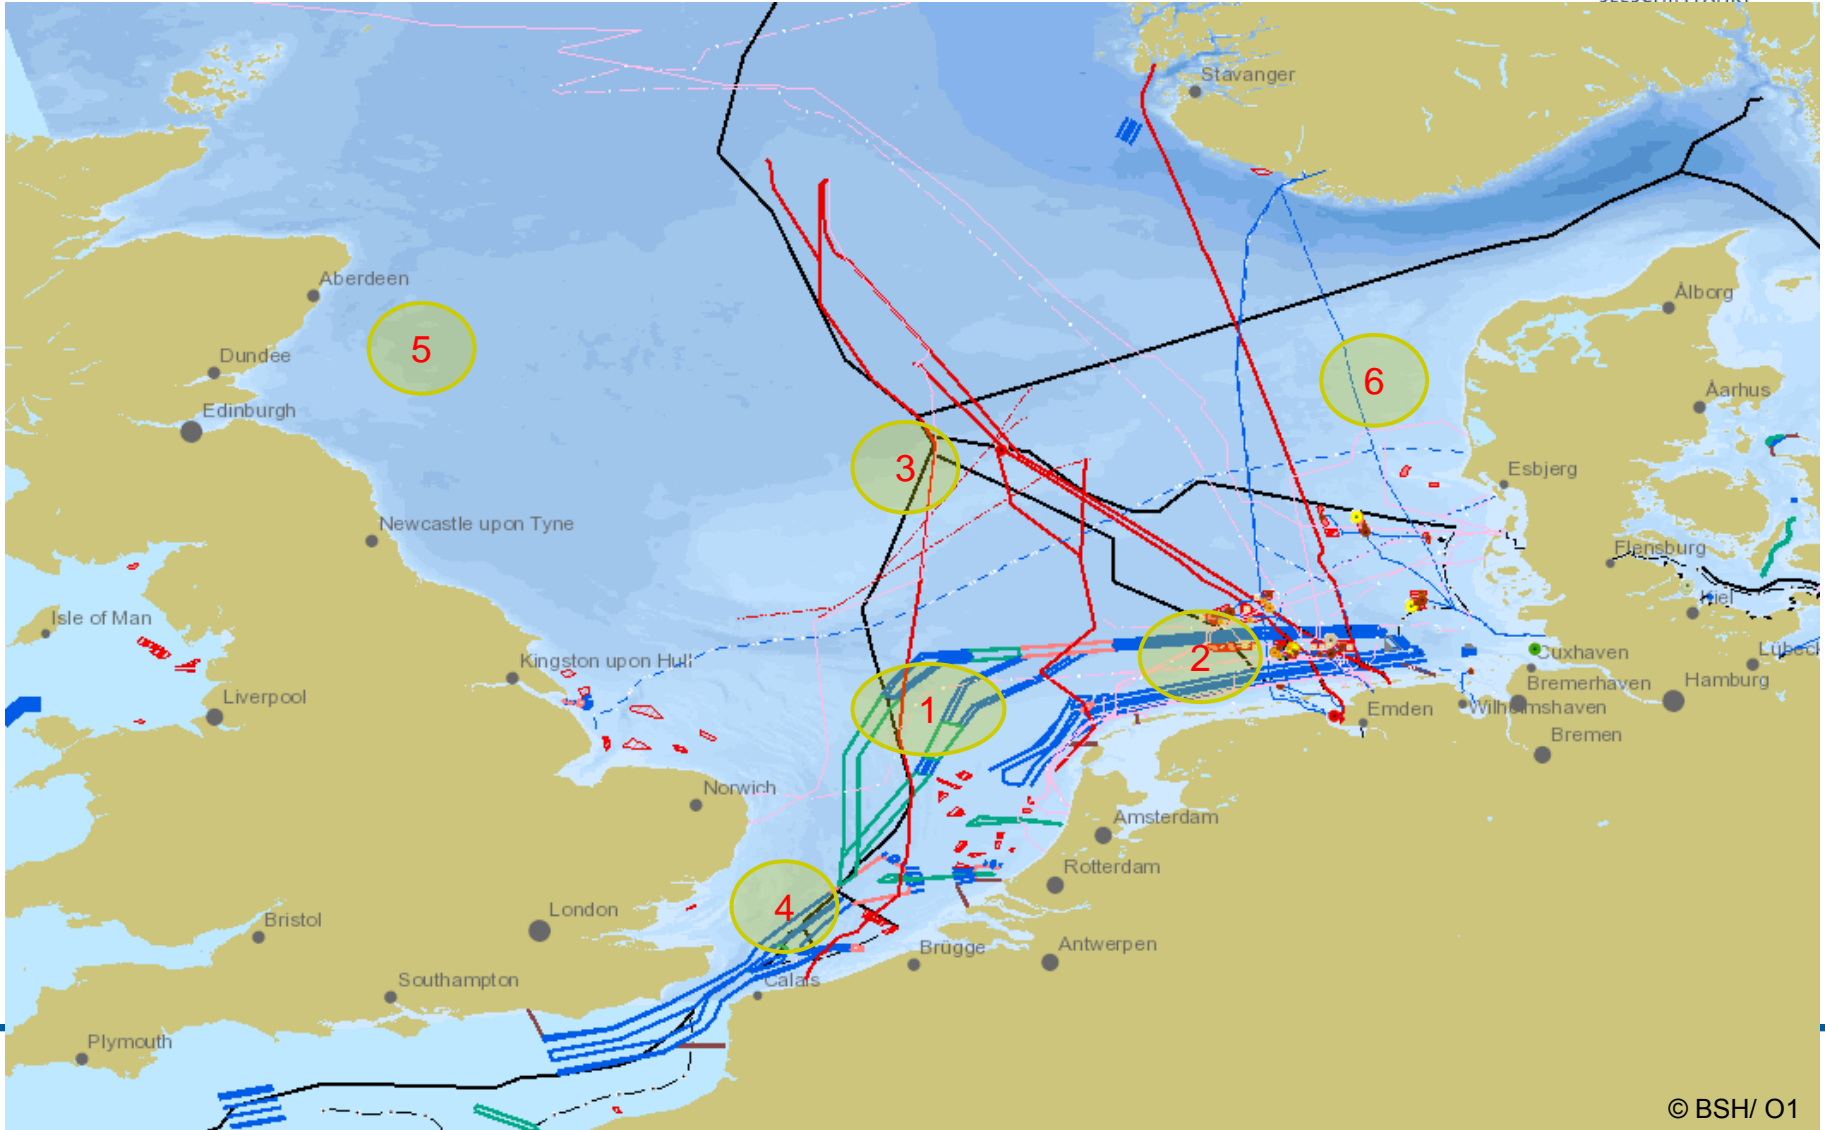 Stavanger
Aberdeen
Ålborg
5
Dundee
6
Århus
Edinburgh
3
Esbjerg
Newcastle upon Tyne
Flensburg
Kiel
Isle of Man
2
Cuxhaven
Lübeck
Kingston upon Hull
Bremerhaven
Hamburg
Liverpool
1
Emden
Wilhelmshaven
Bremen
Norwich
Amsterdam
Rotterdam
4
London
Bristol
Brügge
Antwerpen
Southampton
Calais
Plymouth
© BSH/ O1